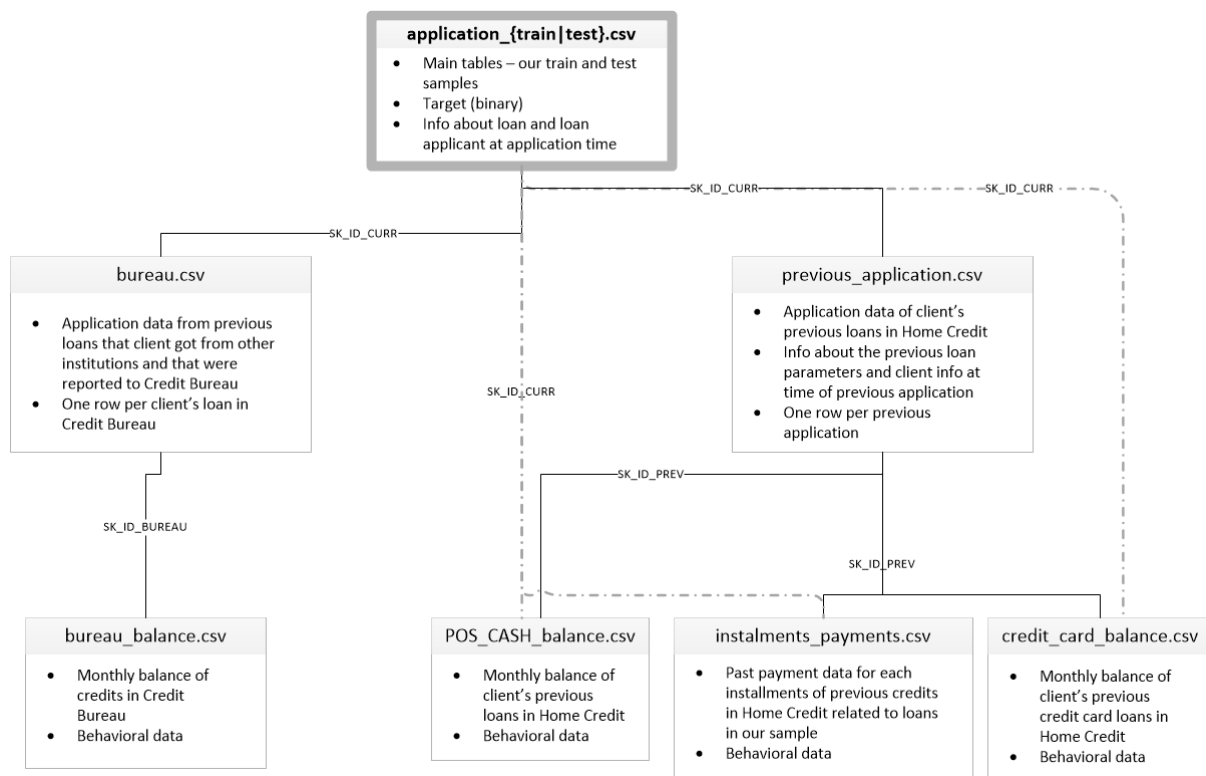 application_{train|test}.csv
• Main tables – our train and test
samples
• Target (binary)
• Info about loan and loan
applicant at application time
SK_ID_CURR
SK_ID_CURR
SK_ID_CURR
bureau.csv
• Application data from previous
loans that client got from other
institutions and that were
reported to Credit Bureau
• One row per client's loan in
Credit Bureau
previous_application.csv
• Application data of client's
previous loans in Home Credit
• Info about the previous loan
parameters and client info at
time of previous application
• One row per previous
application
SK_ID_CURR
SK_ID_PREV
SK_ID_BUREAU
SK_ID_PREV
bureau_balance.csv
• Monthly balance of
credits in Credit
Bureau
• Behavioral data
POS_CASH_balance.csv
• Monthly balance of
client's previous
loans in Home Credit
• Behavioral data
instalments_payments.csv
• Past payment data for each
installments of previous credits
in Home Credit related to loans
in our sample
• Behavioral data
credit_card_balance.csv
• Monthly balance of
client's previous
credit card loans in
Home Credit
• Behavioral data